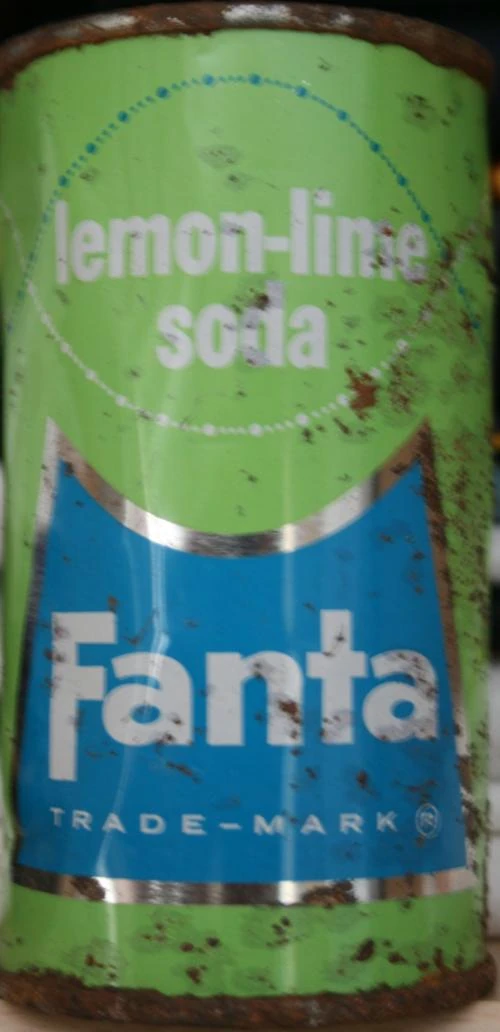 lemon-lime
soda
Fanta
TRADE-MARK ®